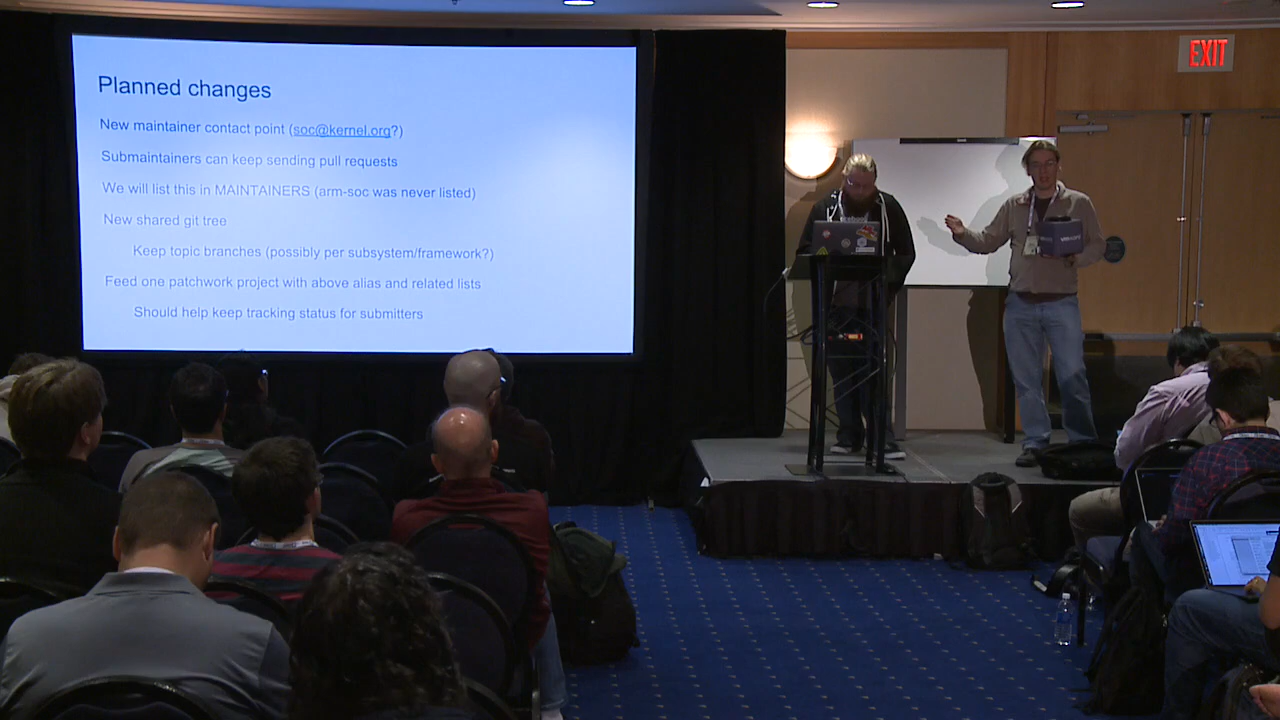 Planned changes
New maintainer contact point (soc@kernel.org?)
Submaintainers can keep sending pull requests
We will list this in MAINTAINERS (arm-soc was never listed)
New shared git tree
Keep topic branches (possibly per subsystem/framework?)
Feed one patchwork project with above alias and related lists
Should help keep tracking status for submitters
EXIT